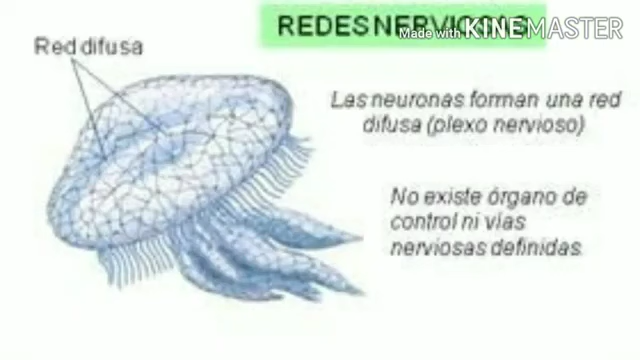 REDES NERVIOSAS
Made with KINEMASTER
Red difusa
Las neuronas forman una red
difusa (plexo nervioso)
No existe órgano de
control ni vías
nerviosas definidas